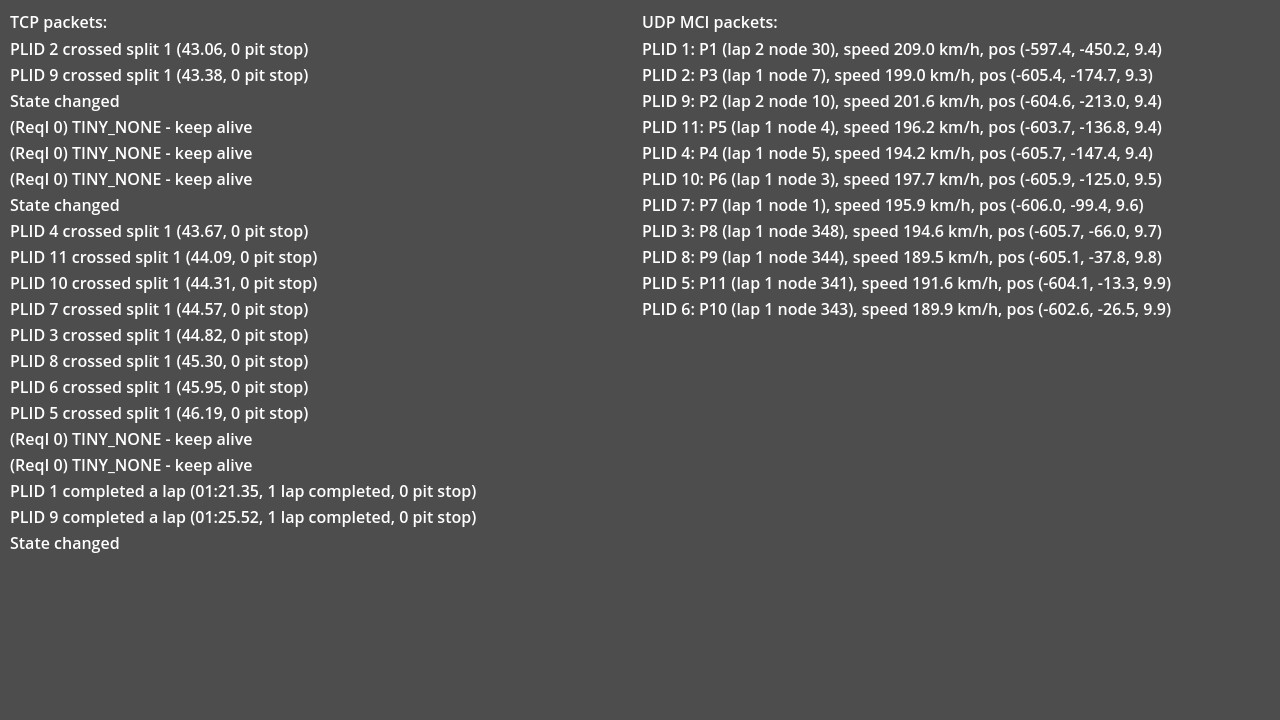 TCP packets:
PLID 2 crossed split 1 (43.06, 0 pit stop)
PLID 9 crossed split 1 (43.38, 0 pit stop)
State changed
(ReqI 0) TINY_NONE - keep alive
(ReqI 0) TINY_NONE - keep alive
(ReqI 0) TINY_NONE - keep alive
State changed
PLID 4 crossed split 1 (43.67, 0 pit stop)
PLID 11 crossed split 1 (44.09, 0 pit stop)
PLID 10 crossed split 1 (44.31, 0 pit stop)
PLID 7 crossed split 1 (44.57, 0 pit stop)
PLID 3 crossed split 1 (44.82, 0 pit stop)
PLID 8 crossed split 1 (45.30, 0 pit stop)
PLID 6 crossed split 1 (45.95, 0 pit stop)
PLID 5 crossed split 1 (46.19, 0 pit stop)
(ReqI 0) TINY_NONE - keep alive
(ReqI 0) TINY_NONE - keep alive
PLID 1 completed a lap (01:21.35, 1 lap completed, 0 pit stop)
PLID 9 completed a lap (01:25.52, 1 lap completed, 0 pit stop)
State changed
UDP MCI packets:
PLID 1: P1 (lap 2 node 30), speed 209.0 km/h, pos (-597.4, -450.2, 9.4)
PLID 2: P3 (lap 1 node 7), speed 199.0 km/h, pos (-605.4, -174.7, 9.3)
PLID 9: P2 (lap 2 node 10), speed 201.6 km/h, pos (-604.6, -213.0, 9.4)
PLID 11: P5 (lap 1 node 4), speed 196.2 km/h, pos (-603.7, -136.8, 9.4)
PLID 4: P4 (lap 1 node 5), speed 194.2 km/h, pos (-605.7, -147.4, 9.4)
PLID 10: P6 (lap 1 node 3), speed 197.7 km/h, pos (-605.9, -125.0, 9.5)
PLID 7: P7 (lap 1 node 1), speed 195.9 km/h, pos (-606.0, -99.4, 9.6)
PLID 3: P8 (lap 1 node 348), speed 194.6 km/h, pos (-605.7, -66.0, 9.7)
PLID 8: P9 (lap 1 node 344), speed 189.5 km/h, pos (-605.1, -37.8, 9.8)
PLID 5: P11 (lap 1 node 341), speed 191.6 km/h, pos (-604.1, -13.3, 9.9)
PLID 6: P10 (lap 1 node 343), speed 189.9 km/h, pos (-602.6, -26.5, 9.9)